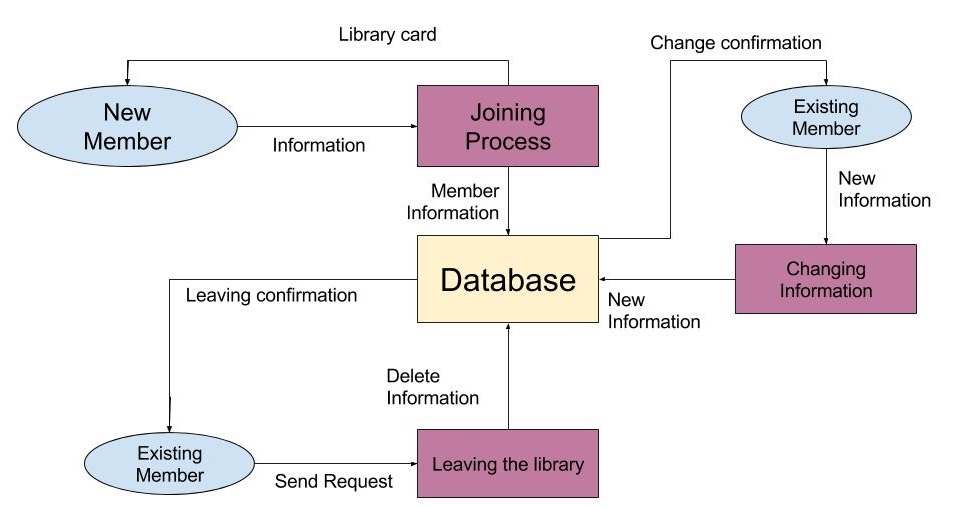 Library card
Change confirmation
New
Member
Information
Joining
Process
Existing
Member
Member
Information
New
Information
Database
Changing
Information
Leaving confirmation
New
Information
Delete
Information
Existing
Member
Send Request
Leaving the library